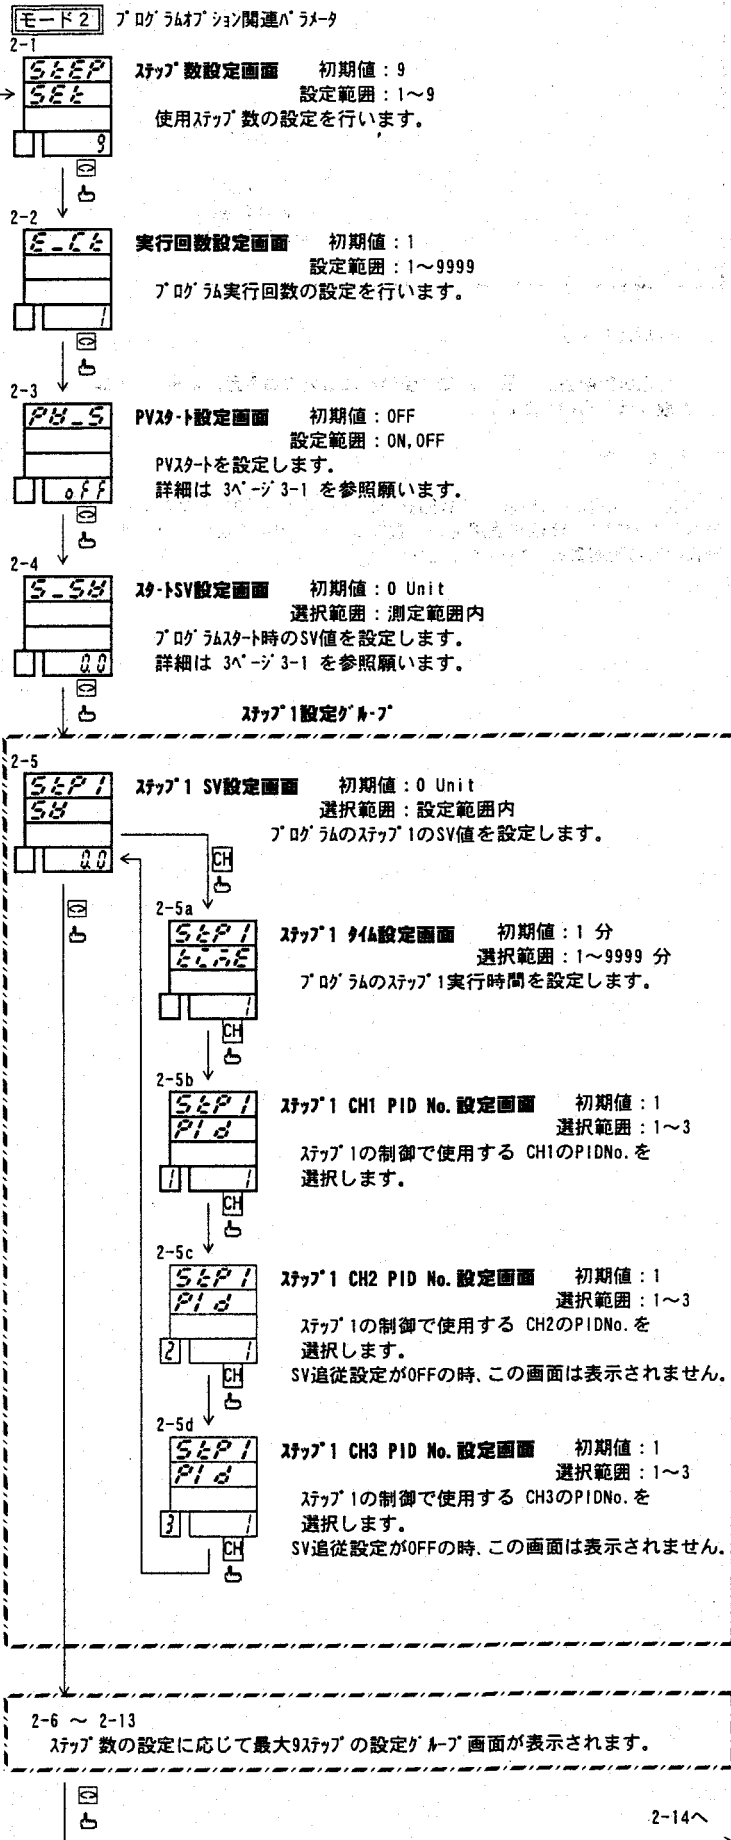 モード2 プログラムオプション関連パラメータ
2-1
StEP
SEt
9
ステップ数設定画面 初期値：9
設定範囲：1～9
使用ステップ数の設定を行います。
2-2
E_Ct
1
実行回数設定画面 初期値：1
設定範囲：1～9999
プログラム実行回数の設定を行います。
2-3
PV_S
oFF
PVスタート設定画面 初期値：OFF
設定範囲：ON,OFF
PVスタートを設定します。
詳細は 3ページ 3-1 を参照願います。
2-4
S_SV
0.0
スタートSV設定画面 初期値：0 Unit
選択範囲：測定範囲内
プログラムスタート時のSV値を設定します。
詳細は 3ページ 3-1 を参照願います。
ステップ1設定グループ
2-5
StP1
SV
0.0
ステップ1 SV設定画面 初期値：0 Unit
選択範囲：設定範囲内
プログラムのステップ1のSV値を設定します。
CH
2-5a
StP1
timE
1
ステップ1 タイム設定画面 初期値：1 分
選択範囲：1～9999 分
プログラムのステップ1実行時間を設定します。
CH
2-5b
StP1
PId
1 1
ステップ1 CH1 PID No.設定画面 初期値：1
選択範囲：1～3
ステップ1の制御で使用する CH1のPIDNo.を
選択します。
CH
2-5c
StP1
PId
2 1
ステップ1 CH2 PID No.設定画面 初期値：1
選択範囲：1～3
ステップ1の制御で使用する CH2のPIDNo.を
選択します。
SV追従設定がOFFの時、この画面は表示されません。
CH
2-5d
StP1
PId
3 1
ステップ1 CH3 PID No.設定画面 初期値：1
選択範囲：1～3
ステップ1の制御で使用する CH3のPIDNo.を
選択します。
SV追従設定がOFFの時、この画面は表示されません。
CH
2-6 ～ 2-13
ステップ数の設定に応じて最大9ステップの設定グループ画面が表示されます。
2-14へ